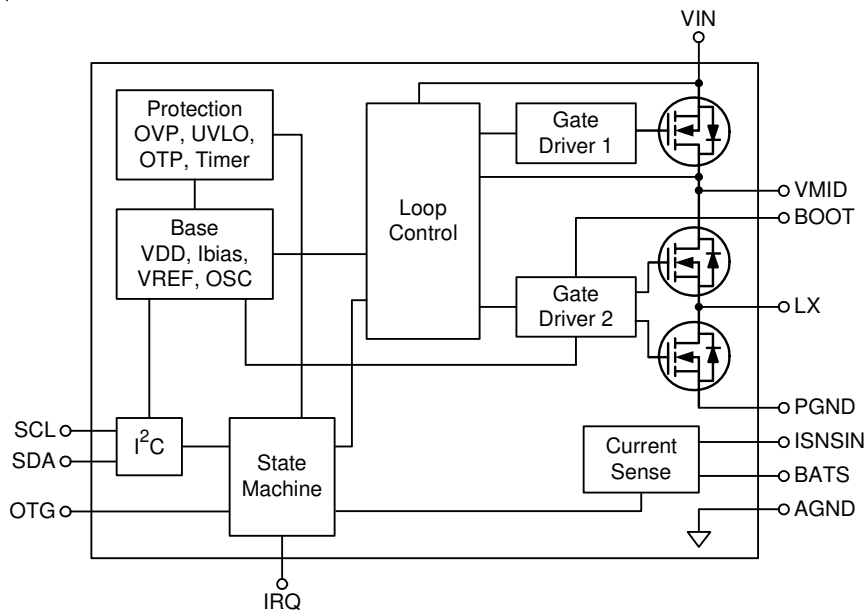 VIN
Protection
OVP, UVLO,
OTP, Timer
Gate
Driver 1
Loop
Control
VMID
BOOT
Base
VDD, Ibias,
VREF, OSC
Gate
Driver 2
LX
PGND
SCL
SDA
I²C
State
Machine
Current
Sense
ISNSIN
BATS
OTG
AGND
IRQ